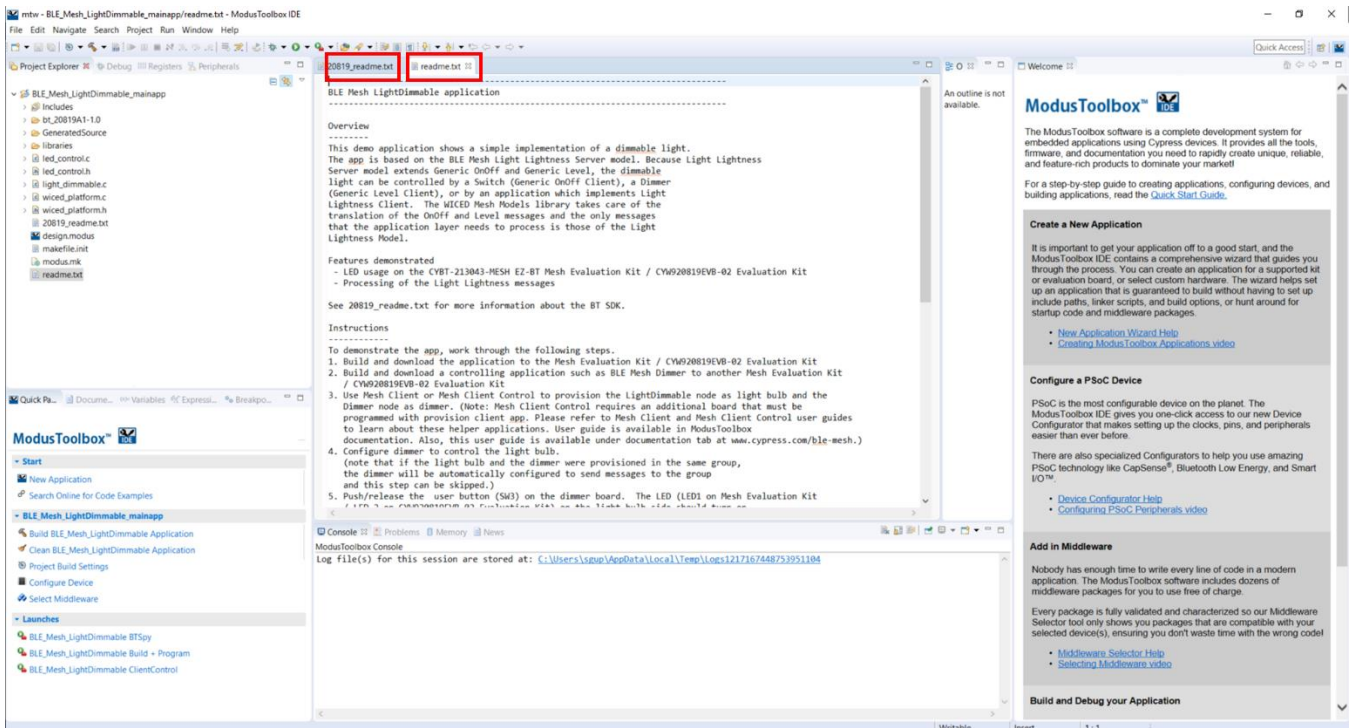 mtw - BLE_Mesh_LightDimmable_mainapp/readme.txt - ModusToolbox IDE
File Edit Navigate Search Project Run Window Help
Quick Access
Project Explorer Debug Registers Peripherals
BLE_Mesh_LightDimmable_mainapp
Includes
bt_20819A1-1.0
GeneratedSource
libraries
led_control.c
led_control.h
light_dimmable.c
wiced_platform.c
wiced_platform.h
20819_readme.txt
design.modus
makefile.init
modus.mk
readme.txt
Quick Pa... Docume... Variables Expressi... Breakpo...
ModusToolbox™
Start
New Application
Search Online for Code Examples
BLE_Mesh_LightDimmable_mainapp
Build BLE_Mesh_LightDimmable Application
Clean BLE_Mesh_LightDimmable Application
Project Build Settings
Configure Device
Select Middleware
Launches
BLE_Mesh_LightDimmable BTSpy
BLE_Mesh_LightDimmable Build + Program
BLE_Mesh_LightDimmable ClientControl
20819_readme.txt readme.txt
-------------------------------------------------------------------------------
BLE Mesh LightDimmable application
-------------------------------------------------------------------------------
Overview
--------
This demo application shows a simple implementation of a dimmable light.
The app is based on the BLE Mesh Light Lightness Server model. Because Light Lightness
Server model extends Generic OnOff and Generic Level, the dimmable
light can be controlled by a Switch (Generic OnOff Client), a Dimmer
(Generic Level Client), or by an application which implements Light
Lightness Client. The WICED Mesh Models library takes care of the
translation of the OnOff and Level messages and the only messages
that the application layer needs to process is those of the Light
Lightness Model.
Features demonstrated
- LED usage on the CYBT-213043-MESH EZ-BT Mesh Evaluation Kit / CYW920819EVB-02 Evaluation Kit
- Processing of the Light Lightness messages
See 20819_readme.txt for more information about the BT SDK.
Instructions
------------
To demonstrate the app, work through the following steps.
1. Build and download the application to the Mesh Evaluation Kit / CYW920819EVB-02 Evaluation Kit
2. Build and download a controlling application such as BLE Mesh Dimmer to another Mesh Evaluation Kit
/ CYW920819EVB-02 Evaluation Kit
3. Use Mesh Client or Mesh Client Control to provision the LightDimmable node as light bulb and the
Dimmer node as dimmer. (Note: Mesh Client Control requires an additional board that must be
programmed with provision client app. Please refer to Mesh Client and Mesh Client Control user guides
to learn about these helper applications. User guide is available in ModusToolbox
documentation. Also, this user guide is available under documentation tab at www.cypress.com/ble-mesh.)
4. Configure dimmer to control the light bulb.
(note that if the light bulb and the dimmer were provisioned in the same group,
the dimmer will be automatically configured to send messages to the group
and this step can be skipped.)
5. Push/release the user button (SW3) on the dimmer board. The LED (LED1 on Mesh Evaluation Kit
/ LED 2 on CYW920819EVB-02 Evaluation Kit) on the light bulb side should turn on
Console Problems Memory News
ModusToolbox Console
Log file(s) for this session are stored at: C:\Users\sgup\AppData\Local\Temp\Logs1217167448753951104
O
An outline is not
available.
Welcome
ModusToolbox™
The ModusToolbox software is a complete development system for
embedded applications using Cypress devices. It provides all the tools,
firmware, and documentation you need to rapidly create unique, reliable,
and feature-rich products to dominate your market!
For a step-by-step guide to creating applications, configuring devices, and
building applications, read the Quick Start Guide.
Create a New Application
It is important to get your application off to a good start, and the
ModusToolbox IDE contains a comprehensive wizard that guides you
through the process. You can create an application for a supported kit
or evaluation board, or select custom hardware. The wizard helps set
up an application that is guaranteed to build without having to set up
include paths, linker scripts, and build options, or hunt around for
startup code and middleware packages.
• New Application Wizard Help
• Creating ModusToolbox Applications video
Configure a PSoC Device
PSoC is the most configurable device on the planet. The
ModusToolbox IDE gives you one-click access to our new Device
Configurator that makes setting up the clocks, pins, and peripherals
easier than ever before.
There are also specialized Configurators to help you use amazing
PSoC technology like CapSense®, Bluetooth Low Energy, and Smart
I/O™.
• Device Configurator Help
• Configuring PSoC Peripherals video
Add in Middleware
Nobody has enough time to write every line of code in a modern
application. The ModusToolbox software includes dozens of
middleware packages for you to use free of charge.
Every package is fully validated and characterized so our Middleware
Selector tool only shows you packages that are compatible with your
selected device(s), ensuring you don't waste time with the wrong code!
• Middleware Selector Help
• Selecting Middleware video
Build and Debug your Application
Writable Insert 1 : 1